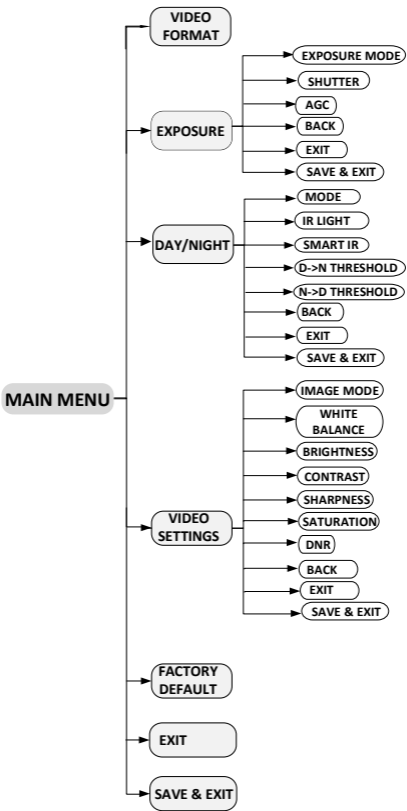 MAIN MENU
VIDEO
FORMAT
EXPOSURE
EXPOSURE MODE
SHUTTER
AGC
BACK
EXIT
SAVE & EXIT
DAY/NIGHT
MODE
IR LIGHT
SMART IR
D->N THRESHOLD
N->D THRESHOLD
BACK
EXIT
SAVE & EXIT
VIDEO
SETTINGS
IMAGE MODE
WHITE
BALANCE
BRIGHTNESS
CONTRAST
SHARPNESS
SATURATION
DNR
BACK
EXIT
SAVE & EXIT
FACTORY
DEFAULT
EXIT
SAVE & EXIT